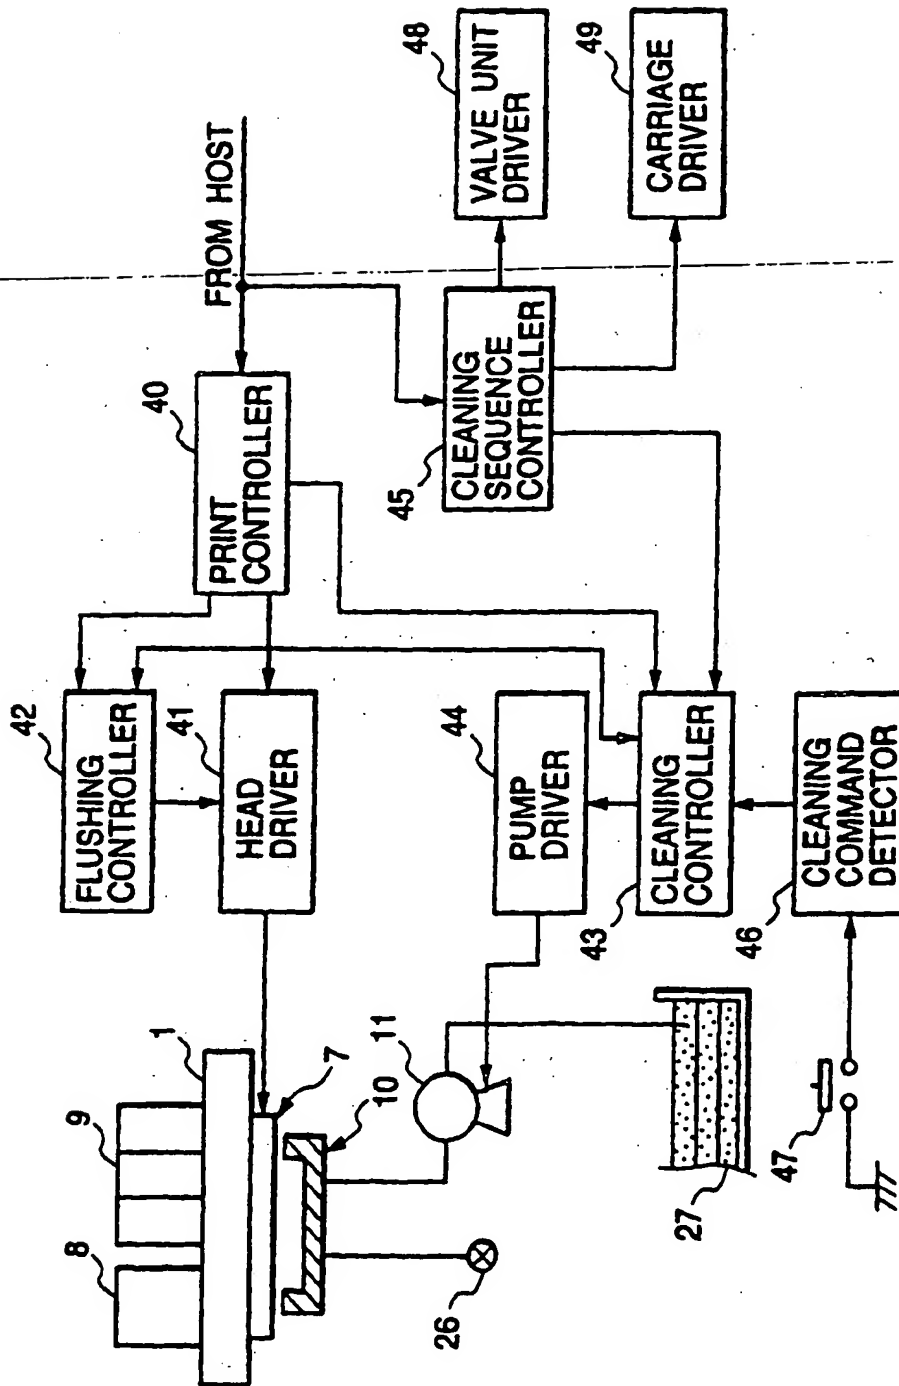 8
9
1
7
10
26
11
27
47
42
FLUSHING
CONTROLLER
41
HEAD
DRIVER
44
PUMP
DRIVER
43
CLEANING
CONTROLLER
46
CLEANING
COMMAND
DETECTOR
40
PRINT
CONTROLLER
FROM HOST
45
CLEANING
SEQUENCE
CONTROLLER
48
VALVE UNIT
DRIVER
49
CARRIAGE
DRIVER